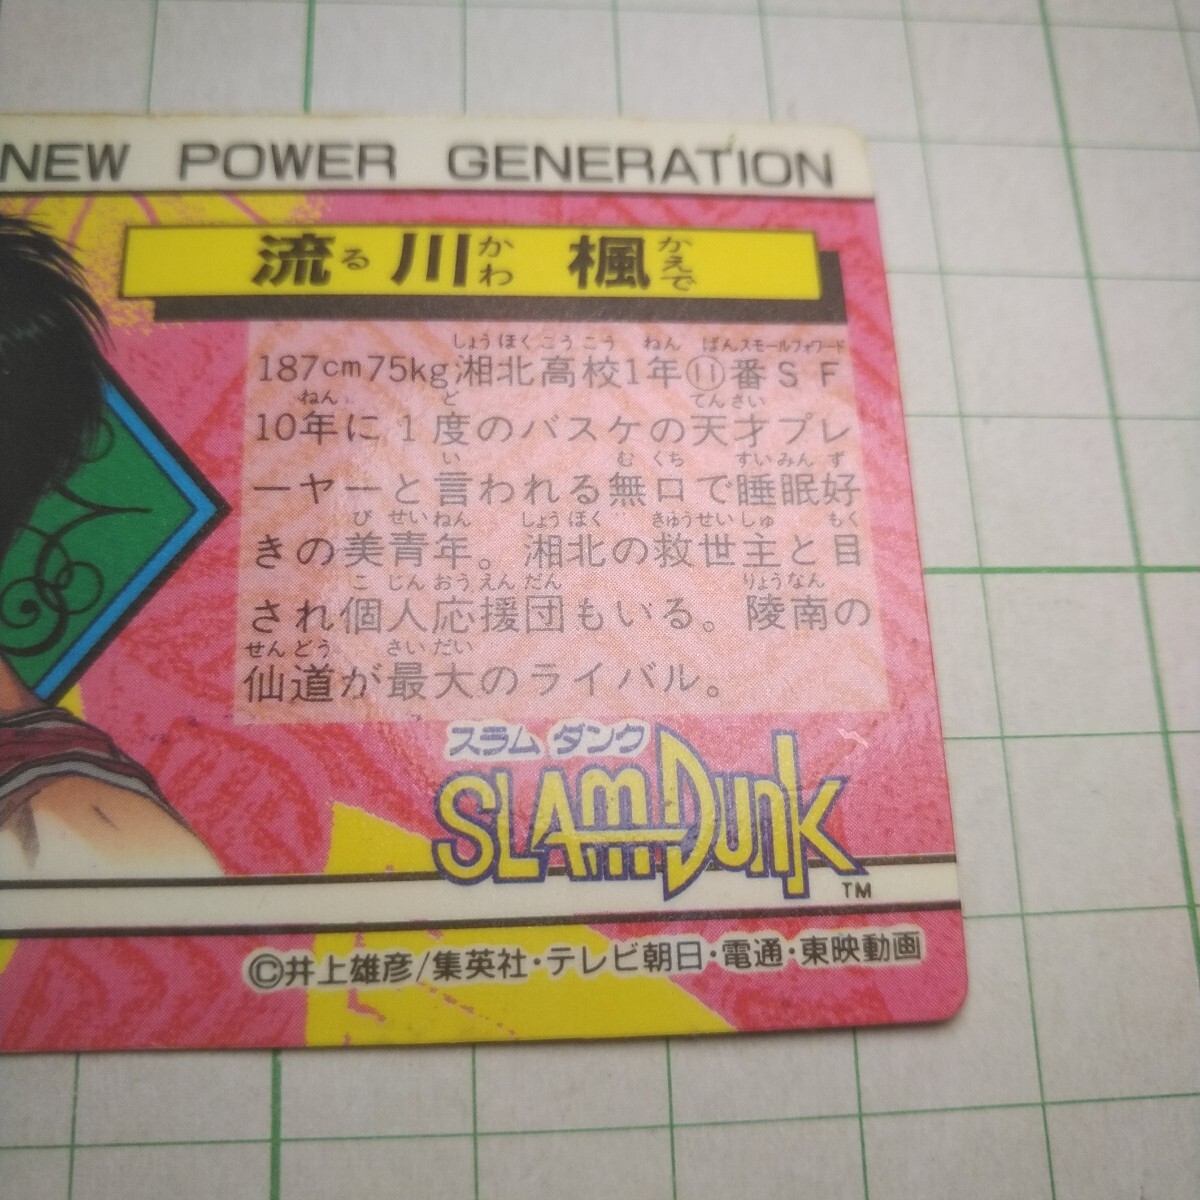 NEW POWER GENERATION
流る川かわ 楓かえで
しょうほくこうこう ねん ばんスモールフォワード
187cm75kg湘北高校1年⑪番SF
ねん ど てんさい
10年に1度のバスケの天才プレ
い むくち すいみんず
ーヤーと言われる無口で睡眠好
びせいねん しょうほく きゅうせいしゅ もく
きの美青年。湘北の救世主と目
こじんおうえんだん りょうなん
され個人応援団もいる。陵南の
せんどう さいだい
仙道が最大のライバル。
スラム ダンク
SLAM DUNK
TM
©井上雄彦/集英社・テレビ朝日・電通・東映動画